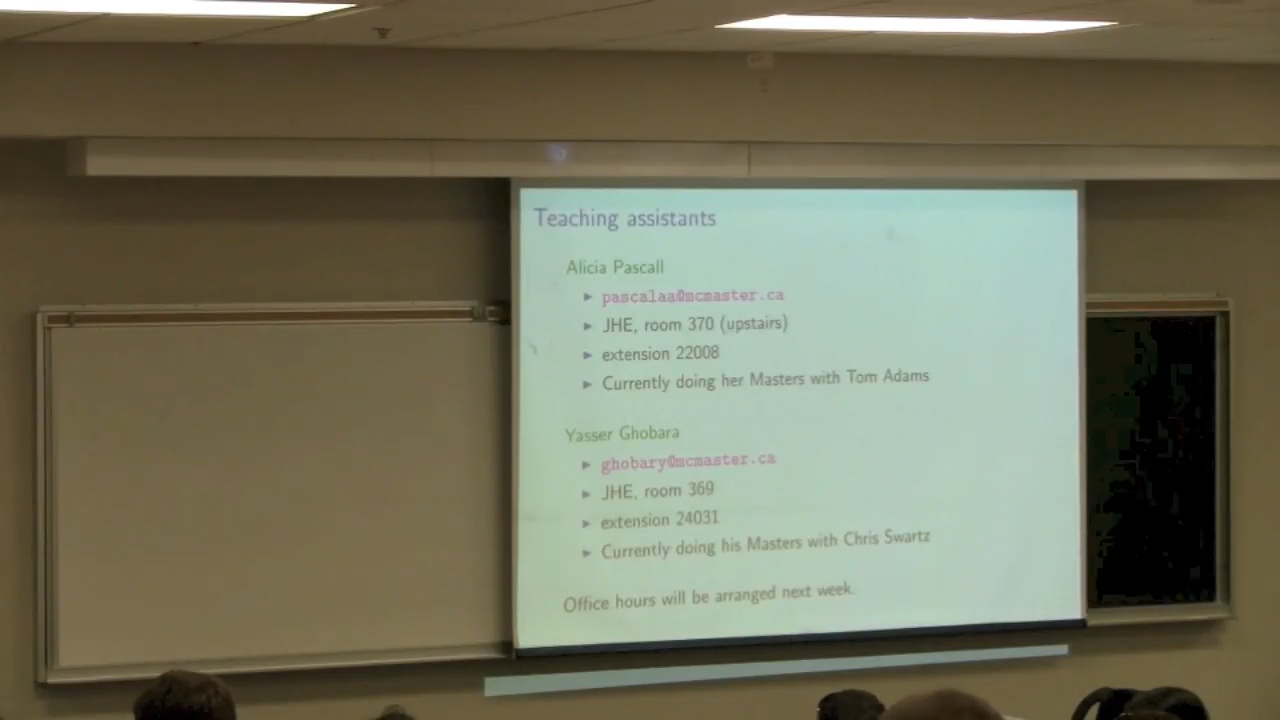 Teaching assistants
Alicia Pascall
► pascalaa@mcmaster.ca
► JHE, room 370 (upstairs)
► extension 22008
► Currently doing her Masters with Tom Adams
Yasser Ghobara
► ghobary@mcmaster.ca
► JHE, room 369
► extension 24031
► Currently doing his Masters with Chris Swartz
Office hours will be arranged next week.